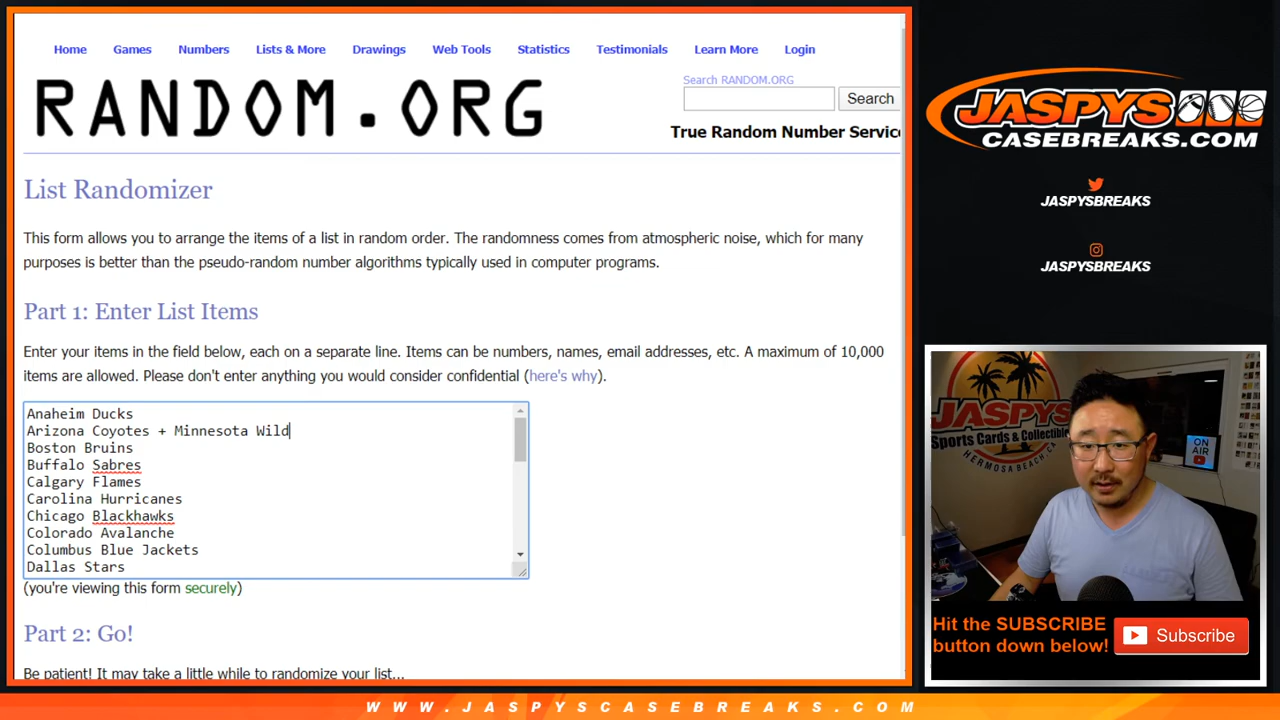 Home Games Numbers Lists & More Drawings Web Tools Statistics Testimonials Learn More Login
RANDOM.ORG
Search RANDOM.ORG
Search
True Random Number Servic
List Randomizer
This form allows you to arrange the items of a list in random order. The randomness comes from atmospheric noise, which for many
purposes is better than the pseudo-random number algorithms typically used in computer programs.
Part 1: Enter List Items
Enter your items in the field below, each on a separate line. Items can be numbers, names, email addresses, etc. A maximum of 10,000
items are allowed. Please don't enter anything you would consider confidential (here's why).
Anaheim Ducks
Arizona Coyotes + Minnesota Wild
Boston Bruins
Buffalo Sabres
Calgary Flames
Carolina Hurricanes
Chicago Blackhawks
Colorado Avalanche
Columbus Blue Jackets
Dallas Stars
(you're viewing this form securely)
Part 2: Go!
Be patient! It may take a little while to randomize your list...
JASPYS
CASEBREAKS.COM
JASPYSBREAKS
JASPYSBREAKS
JASPYS
Sports Cards & Collectibles
HERMOSA BEACH, CA
ON
AIR
Hit the SUBSCRIBE
button down below!
Subscribe
WWW.JASPYSCASEBREAKS.COM